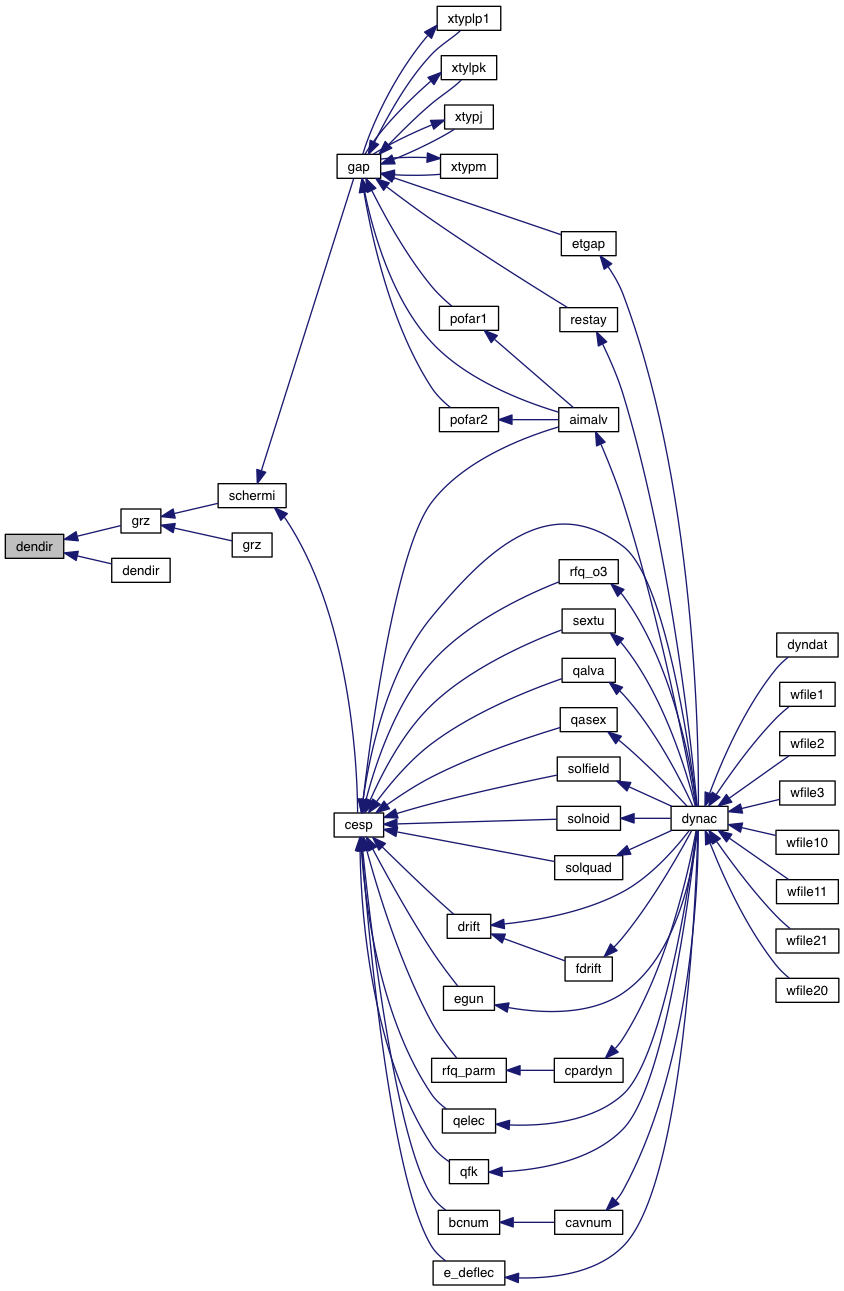 xtyplp1
xtylpk
xtypj
gap
xtypm
etgap
pofar1
restay
pofar2
aimalv
schermi
grz
grz
dendir
dendir
rfq_o3
sextu
qalva
qasex
solfield
solnoid
solquad
cesp
dynac
dyndat
wfile1
wfile2
wfile3
wfile10
wfile11
wfile21
wfile20
drift
fdrift
egun
rfq_parm
cpardyn
qelec
qfk
bcnum
cavnum
e_deflec